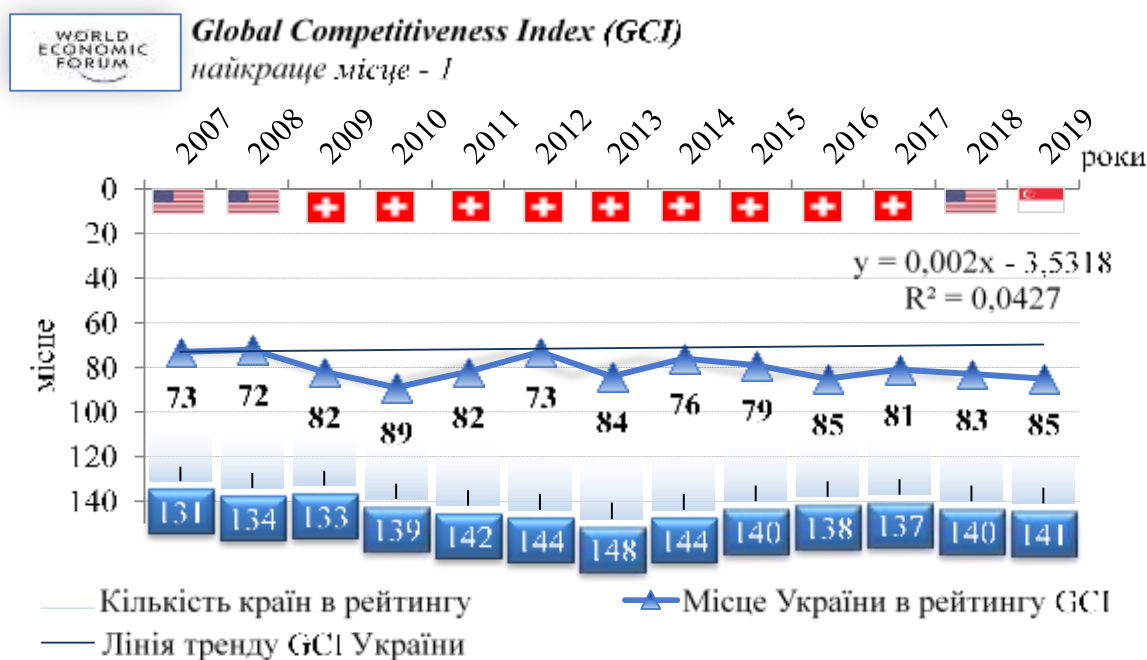 WORLD
ECONOMIC
FORUM
Global Competitiveness Index (GCI)
найкраще місце - 1
2007 2008 2009 2010 2011 2012 2013 2014 2015 2016 2017 2018 2019
роки
0
20
40
60
80
100
120
140
місце
y = 0,002x - 3,5318
R² = 0,0427
73 72 82 89 82 73 84 76 79 85 81 83 85
131 134 133 139 142 144 148 144 140 138 137 140 141
Кількість країн в рейтингу
Місце України в рейтингу GCI
Лінія тренду GCI України